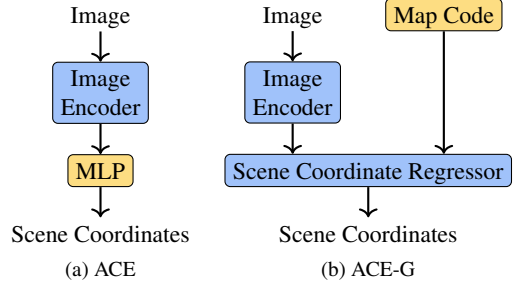 Image
Image
Encoder
MLP
Scene Coordinates
(a) ACE
Image
Map Code
Image
Encoder
Scene Coordinate Regressor
Scene Coordinates
(b) ACE-G